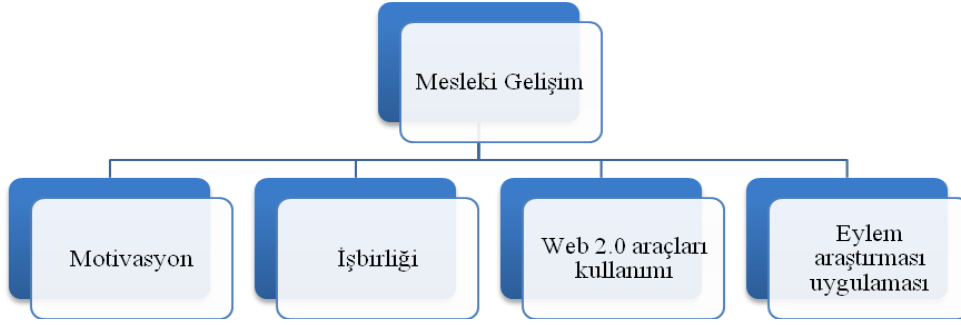 Mesleki Gelişim
Motivasyon
İşbirliği
Web 2.0 araçları
kullanımı
Eylem
araştırması
uygulaması